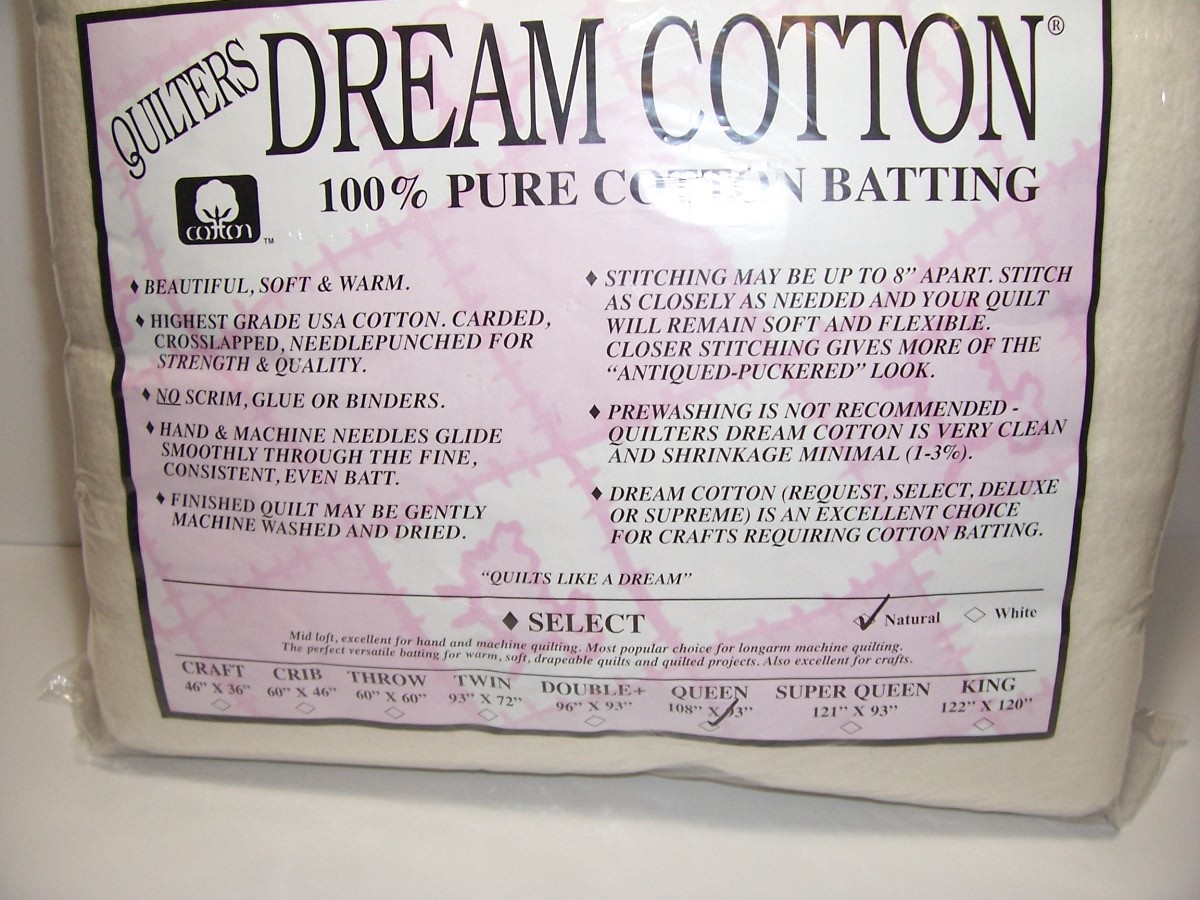 QUILTERS DREAM COTTON®
100% PURE COTTON BATTING
cotton
TM
♦ BEAUTIFUL, SOFT & WARM.
♦ HIGHEST GRADE USA COTTON. CARDED,
CROSSLAPPED, NEEDLEPUNCHED FOR
STRENGTH & QUALITY.
♦ NO SCRIM, GLUE OR BINDERS.
♦ HAND & MACHINE NEEDLES GLIDE
SMOOTHLY THROUGH THE FINE,
CONSISTENT, EVEN BATT.
♦ FINISHED QUILT MAY BE GENTLY
MACHINE WASHED AND DRIED.
♦ STITCHING MAY BE UP TO 8” APART. STITCH
AS CLOSELY AS NEEDED AND YOUR QUILT
WILL REMAIN SOFT AND FLEXIBLE.
CLOSER STITCHING GIVES MORE OF THE
“ANTIQUED-PUCKERED” LOOK.
♦ PREWASHING IS NOT RECOMMENDED -
QUILTERS DREAM COTTON IS VERY CLEAN
AND SHRINKAGE MINIMAL (1-3%).
♦ DREAM COTTON (REQUEST, SELECT, DELUXE
OR SUPREME) IS AN EXCELLENT CHOICE
FOR CRAFTS REQUIRING COTTON BATTING.
“QUILTS LIKE A DREAM”
♦ SELECT
Natural ◇ White
Mid loft, excellent for hand and machine quilting. Most popular choice for longarm machine quilting.
The perfect versatile batting for warm, soft, drapeable quilts and quilted projects. Also excellent for crafts.
CRAFT CRIB THROW TWIN DOUBLE+ QUEEN SUPER QUEEN KING
46” X 36” 60” X 46” 60” X 60” 93” X 72” 96” X 93” 108” X 93” 121” X 93” 122” X 120”